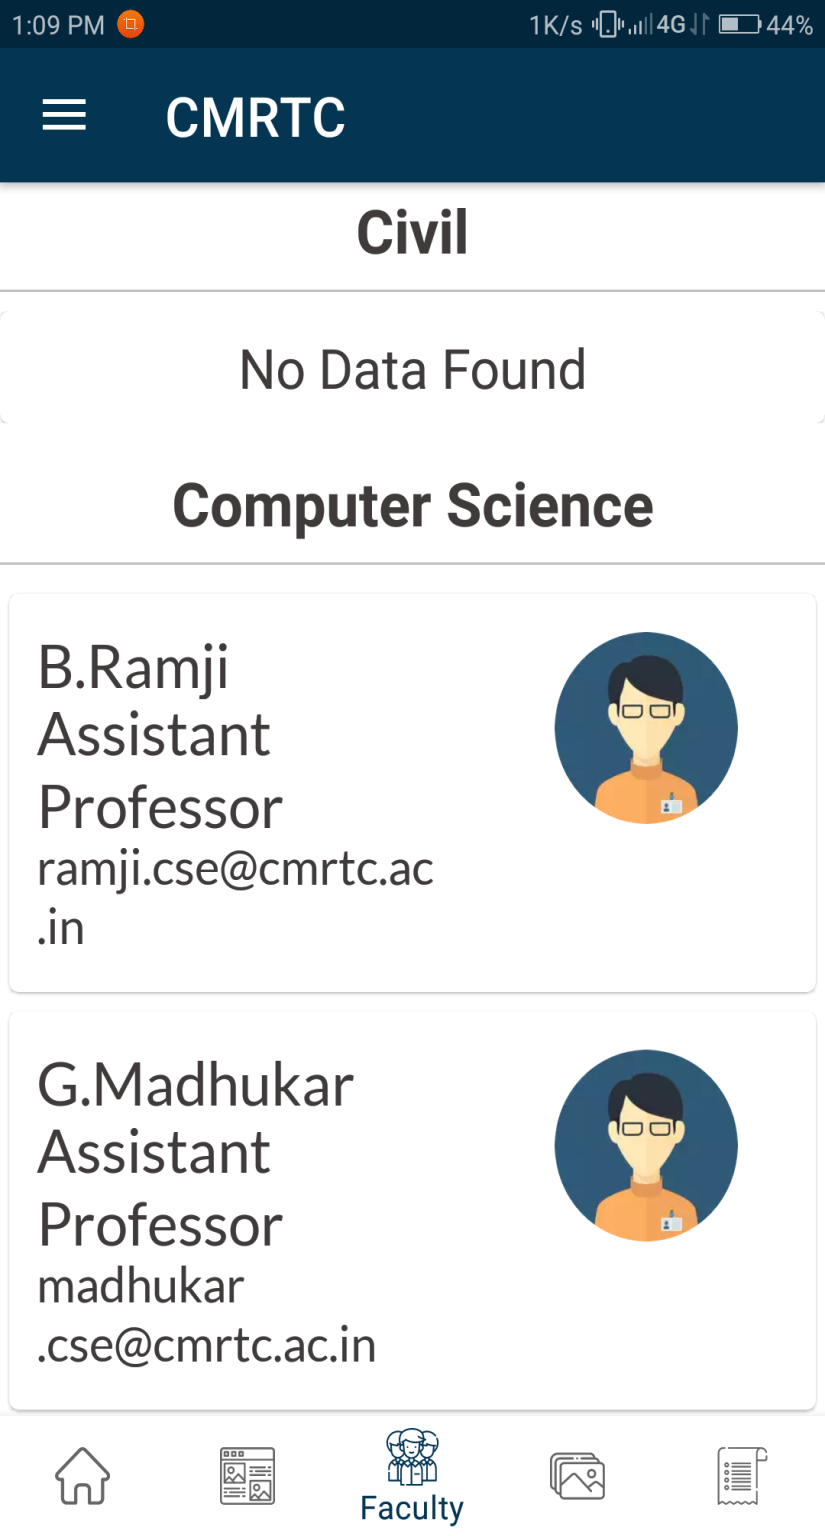 1:09 PM 1K/s 4G 44%
CMRTC
Civil
No Data Found
Computer Science
B.Ramji
Assistant
Professor
ramji.cse@cmrtc.ac
.in
G.Madhukar
Assistant
Professor
madhukar
.cse@cmrtc.ac.in
Faculty